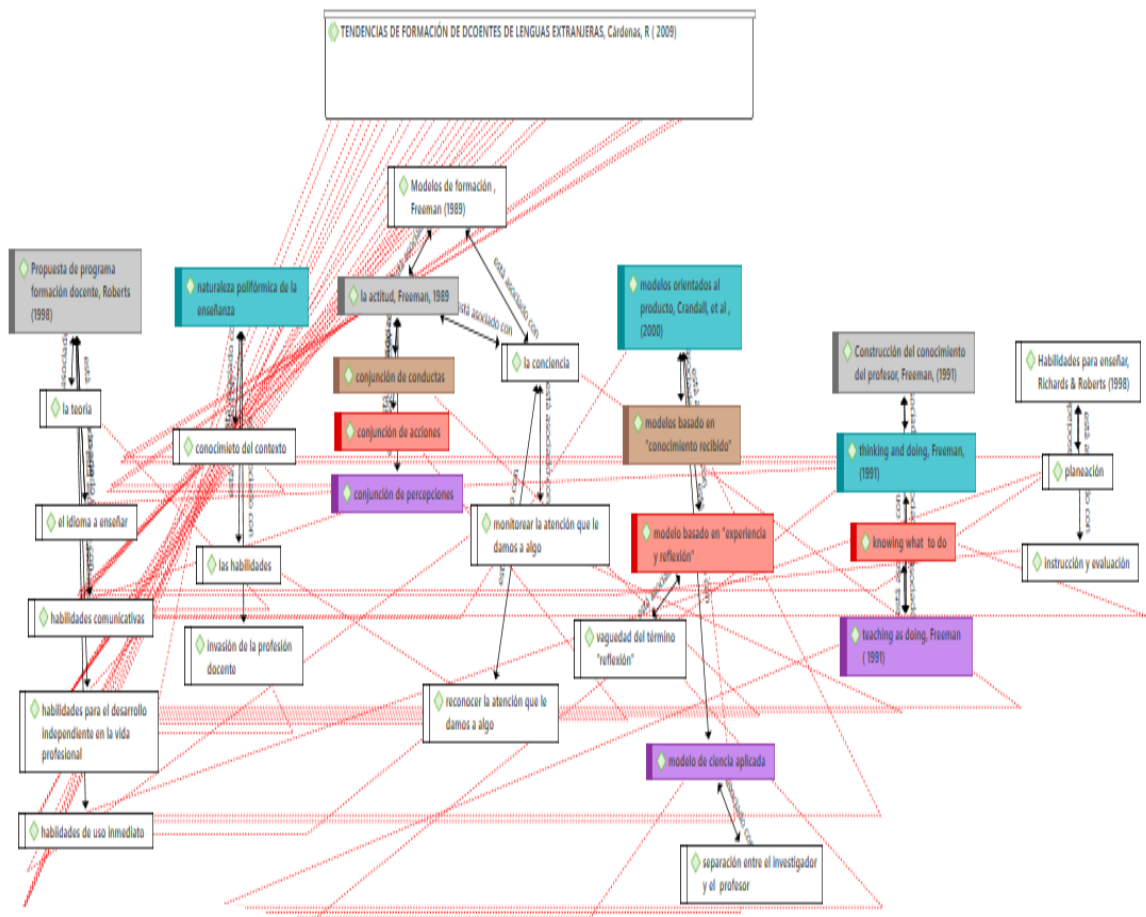 TENDENCIAS DE FORMACIÓN DE DCOENTES DE LENGUAS EXTRANJERAS, Cárdenas, R ( 2009)
Modelos de formación ,
Freeman (1989)
Propuesta de programa
formación docente, Roberts
(1998)
naturaleza polifórmica de la
enseñanza
la actitud, Freeman, 1989
modelos orientados al
producto, Crandall, et al ,
(2000)
está asociado con
está asociado con
la conciencia
Construcción del conocimiento
del profesor, Freeman, (1991)
Habilidades para enseñar,
Richards & Roberts (1998)
conjunción de conductas
la teoria
modelos basado en
"conocimiento recibido"
conjunción de acciones
conocimieto del contexto
thinking and doing, Freeman,
(1991)
planeación
conjunción de percepciones
el idioma a enseñar
monitorear la atención que le
damos a algo
modelo basado en "experiencia
y reflexión"
knowing what to do
las habilidades
instrucción y evaluación
habilidades comunicativas
invasión de la profesión
docente
vaguedad del término
"reflexión"
teaching as doing, Freeman
( 1991)
habilidades para el desarrollo
independiente en la vida
profesional
reconocer la atención que le
damos a algo
modelo de ciencia aplicada
habilidades de uso inmediato
separación entre el investigador
y el profesor